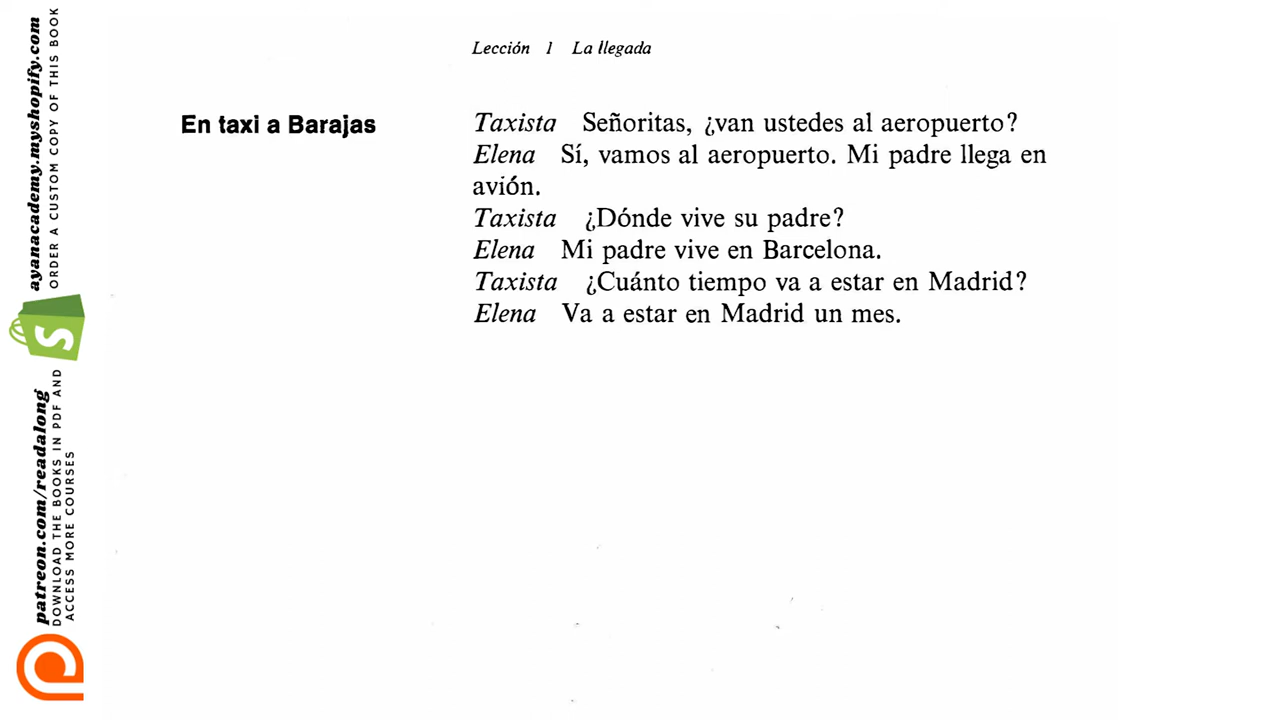 Lección 1 La llegada
En taxi a Barajas
Taxista Señoritas, ¿van ustedes al aeropuerto?
Elena Sí, vamos al aeropuerto. Mi padre llega en
avión.
Taxista ¿Dónde vive su padre?
Elena Mi padre vive en Barcelona.
Taxista ¿Cuánto tiempo va a estar en Madrid?
Elena Va a estar en Madrid un mes.
ayanacademy.myshopify.com
ORDER A CUSTOM COPY OF THIS BOOK
S
patreon.com/readalong
DOWNLOAD THE BOOKS IN PDF AND
ACCESS MORE COURSES